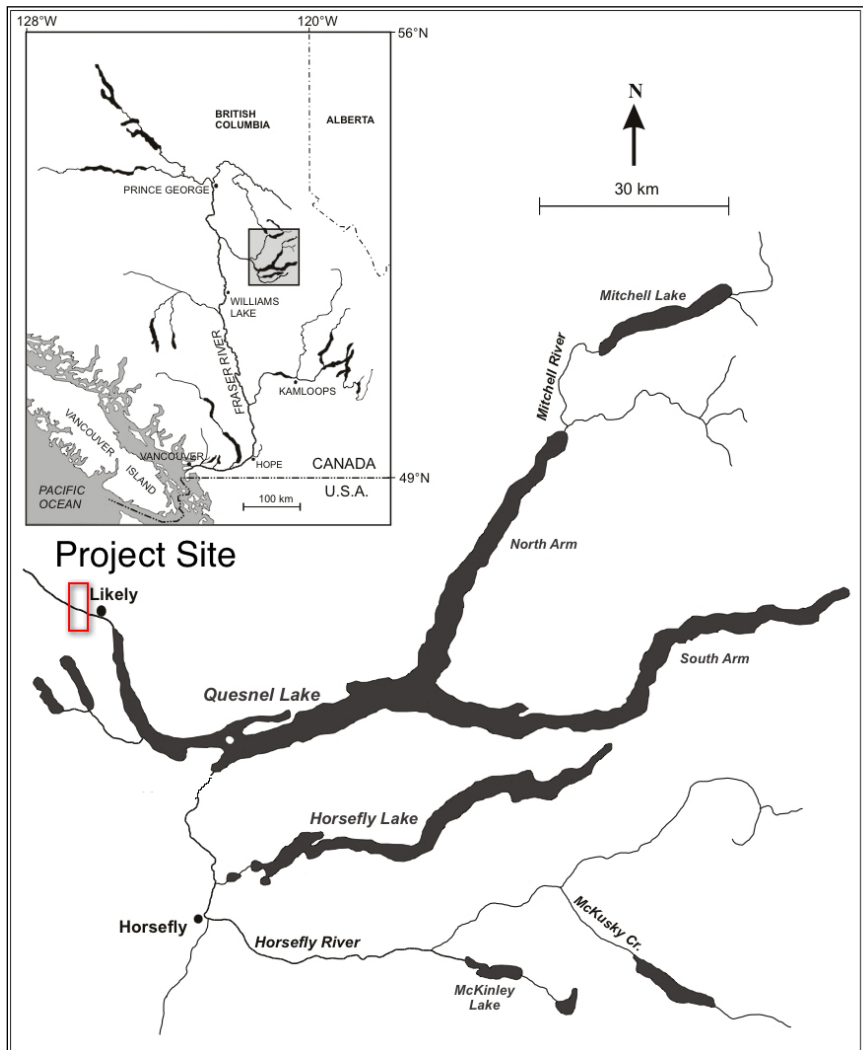 128°W
120°W
56°N
BRITISH
COLUMBIA
ALBERTA
PRINCE GEORGE
WILLIAMS
LAKE
FRASER RIVER
KAMLOOPS
VANCOUVER
HOPE
CANADA
U.S.A.
49°N
VANCOUVER
ISLAND
PACIFIC
OCEAN
100 km
N
30 km
Mitchell Lake
Mitchell River
North Arm
Project Site
Likely
South Arm
Quesnel Lake
Horsefly Lake
Horsefly
Horsefly River
McKusky Cr.
McKinley
Lake